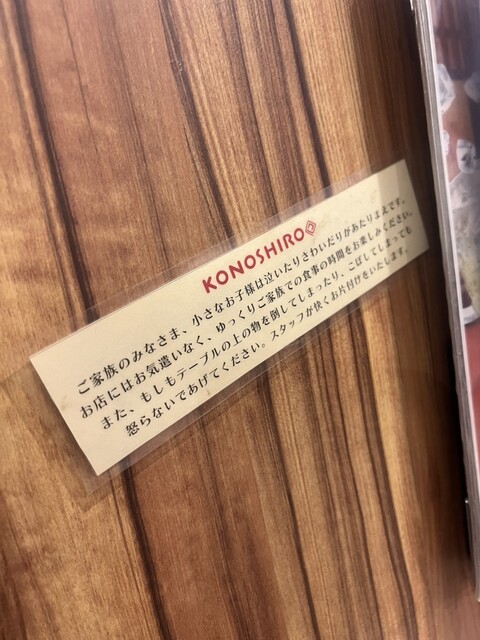 KONOSHIRO
ご家族のみなさま、小さなお子様は泣いたりさわいだりがあたりまえです。
お店にはお気遣いなく、ゆっくりご家族での食事の時間をお楽しみください。
また、もしもテーブルの上の物を倒してしまったり、こぼしてしまっても
怒らないであげてください。スタッフが快くお片付けをいたします。